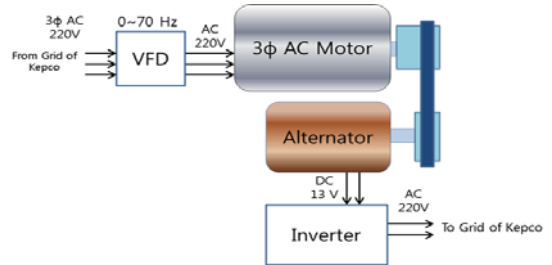 3ϕ AC
220V
From Grid of
Kepco
0~70 Hz
VFD
AC
220V
3ϕ AC Motor
Alternator
DC
13 V
Inverter
AC
220V
To Grid of Kepco